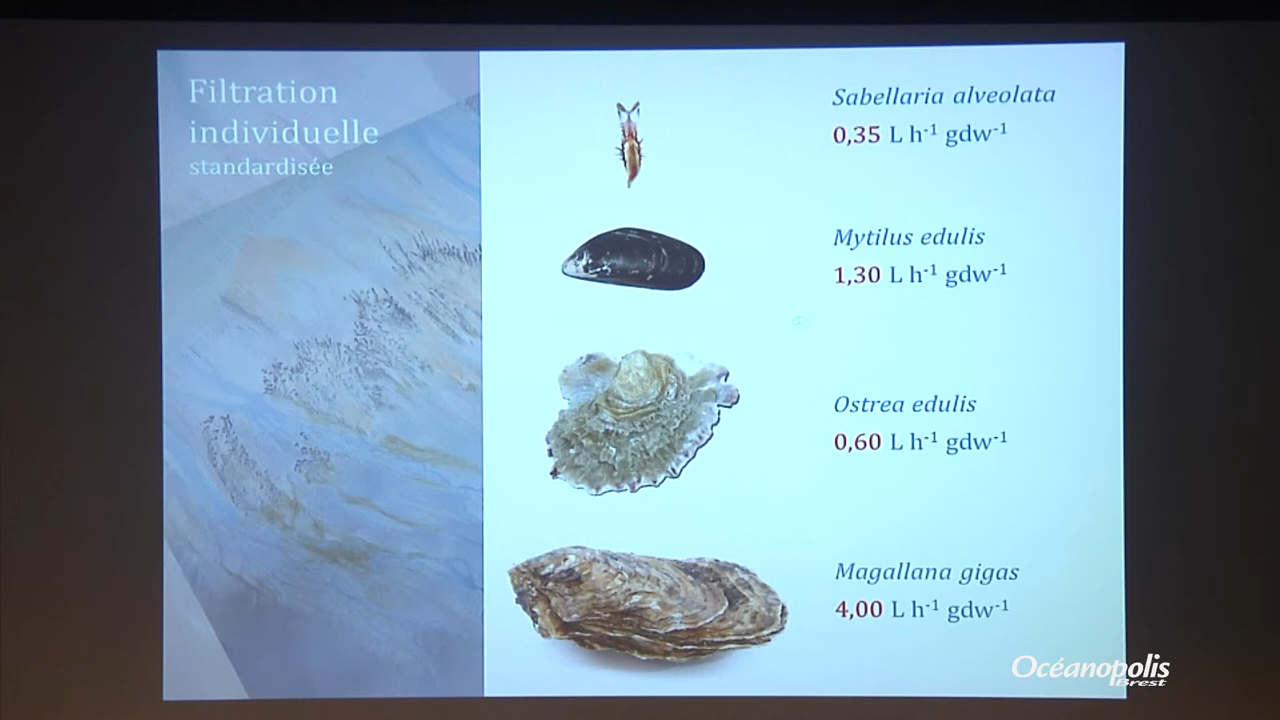 Filtration
individuelle
standardisée
Sabellaria alveolata
0,35 L h⁻¹ gdw⁻¹
Mytilus edulis
1,30 L h⁻¹ gdw⁻¹
Ostrea edulis
0,60 L h⁻¹ gdw⁻¹
Magallana gigas
4,00 L h⁻¹ gdw⁻¹
Océanopolis
Brest